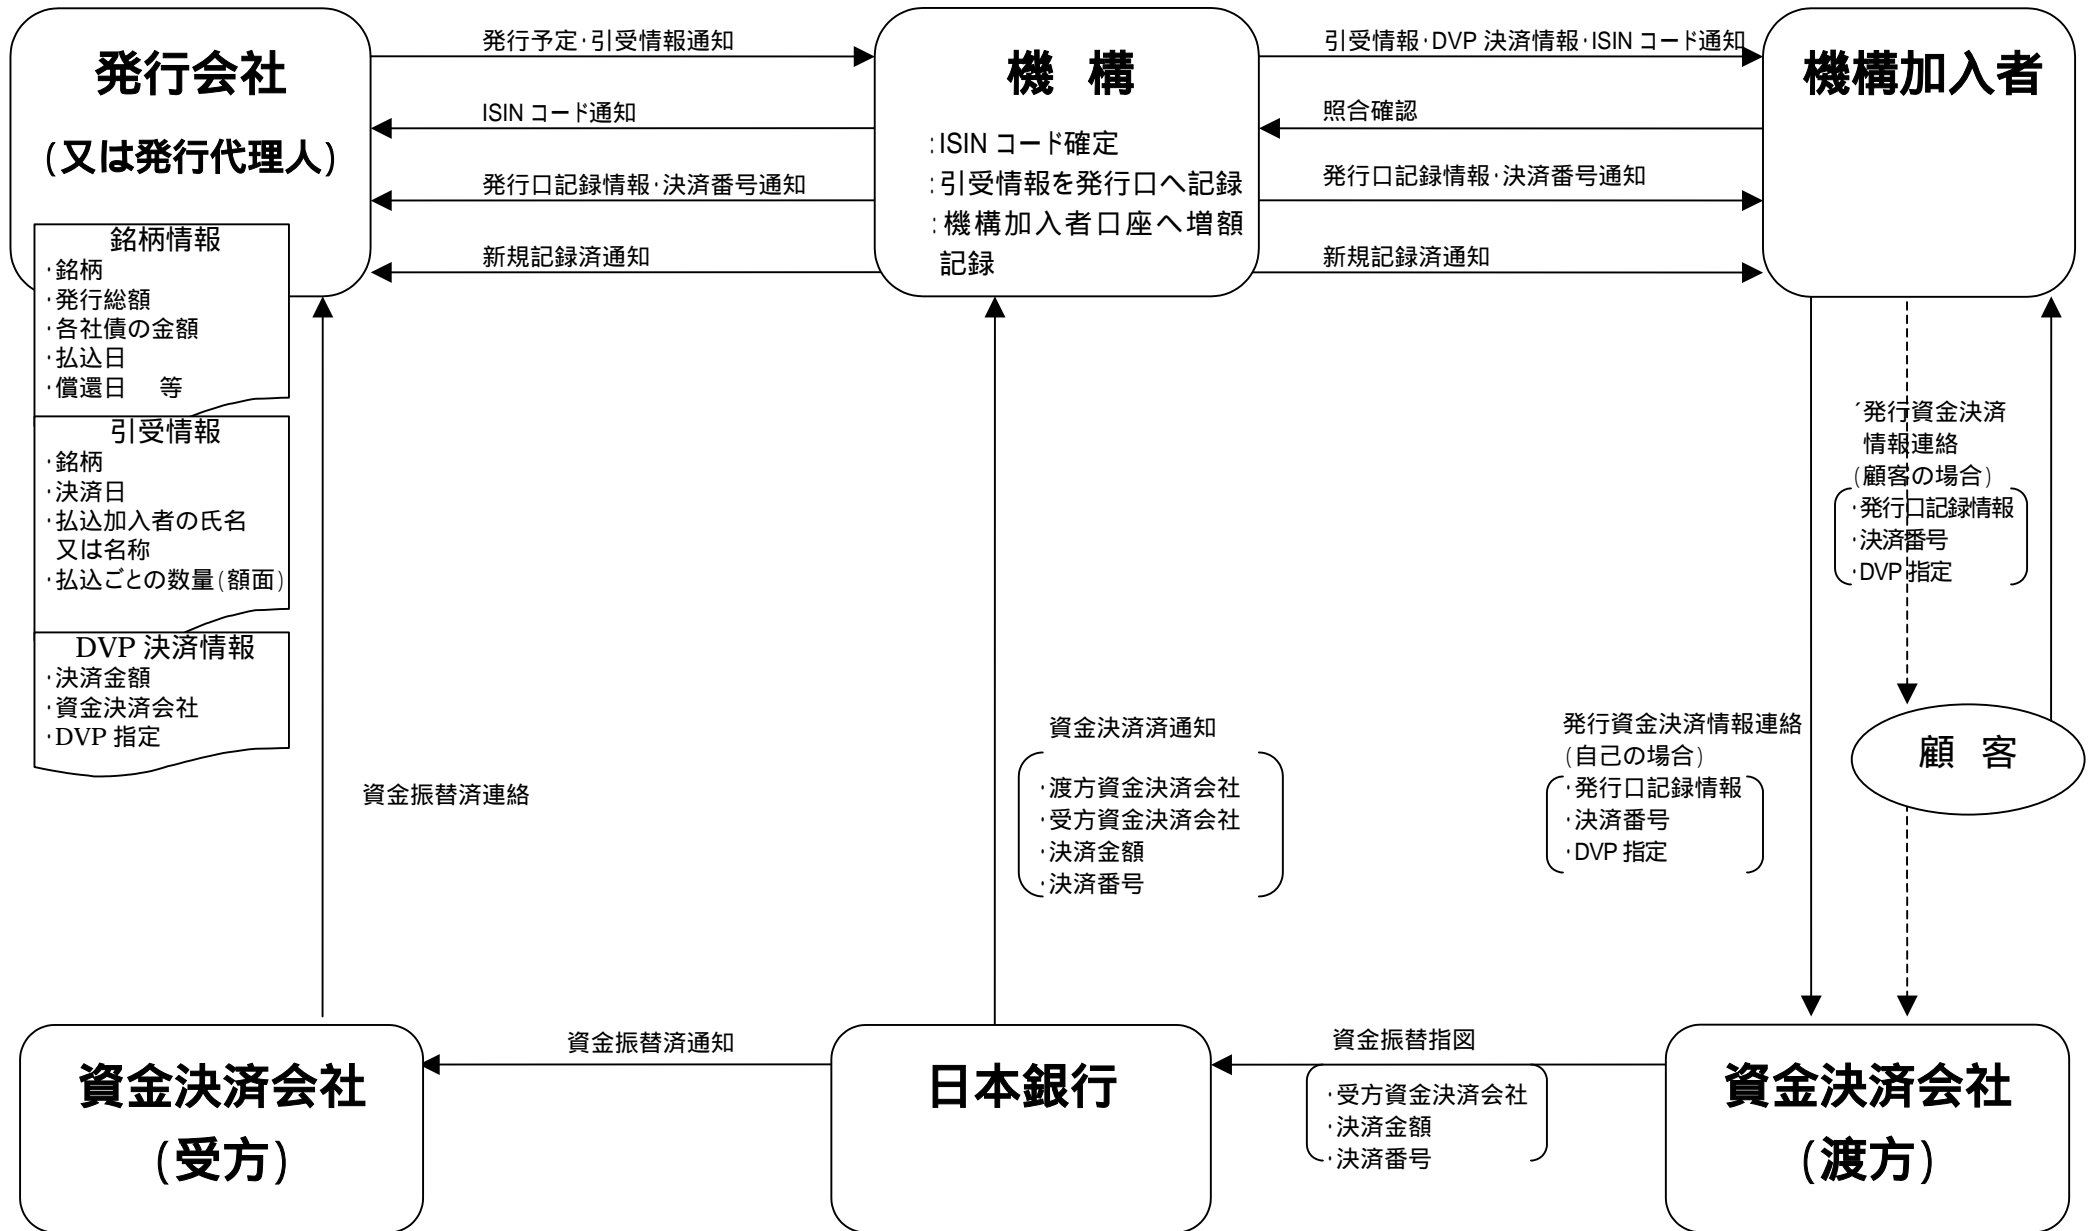 発行会社
(又は発行代理人)
銘柄情報
・銘柄
・発行総額
・各社債の金額
・払込日
・償還日 等
引受情報
・銘柄
・決済日
・払込加入者の氏名
又は名称
・払込ごとの数量(額面)
DVP 決済情報
・決済金額
・資金決済会社
・DVP 指定
発行予定・引受情報通知
ISIN コード通知
発行口記録情報・決済番号通知
新規記録済通知
機 構
:ISIN コード確定
:引受情報を発行口へ記録
:機構加入者口座へ増額
記録
引受情報・DVP 決済情報・ISIN コード通知
照合確認
発行口記録情報・決済番号通知
新規記録済通知
機構加入者
´発行資金決済
情報連絡
(顧客の場合)
・発行口記録情報
・決済番号
・DVP 指定
顧 客
発行資金決済情報連絡
(自己の場合)
・発行口記録情報
・決済番号
・DVP 指定
資金決済済通知
・渡方資金決済会社
・受方資金決済会社
・決済金額
・決済番号
資金振替済連絡
資金決済会社
(受方)
資金振替済通知
日本銀行
資金振替指図
・受方資金決済会社
・決済金額
・決済番号
資金決済会社
(渡方)